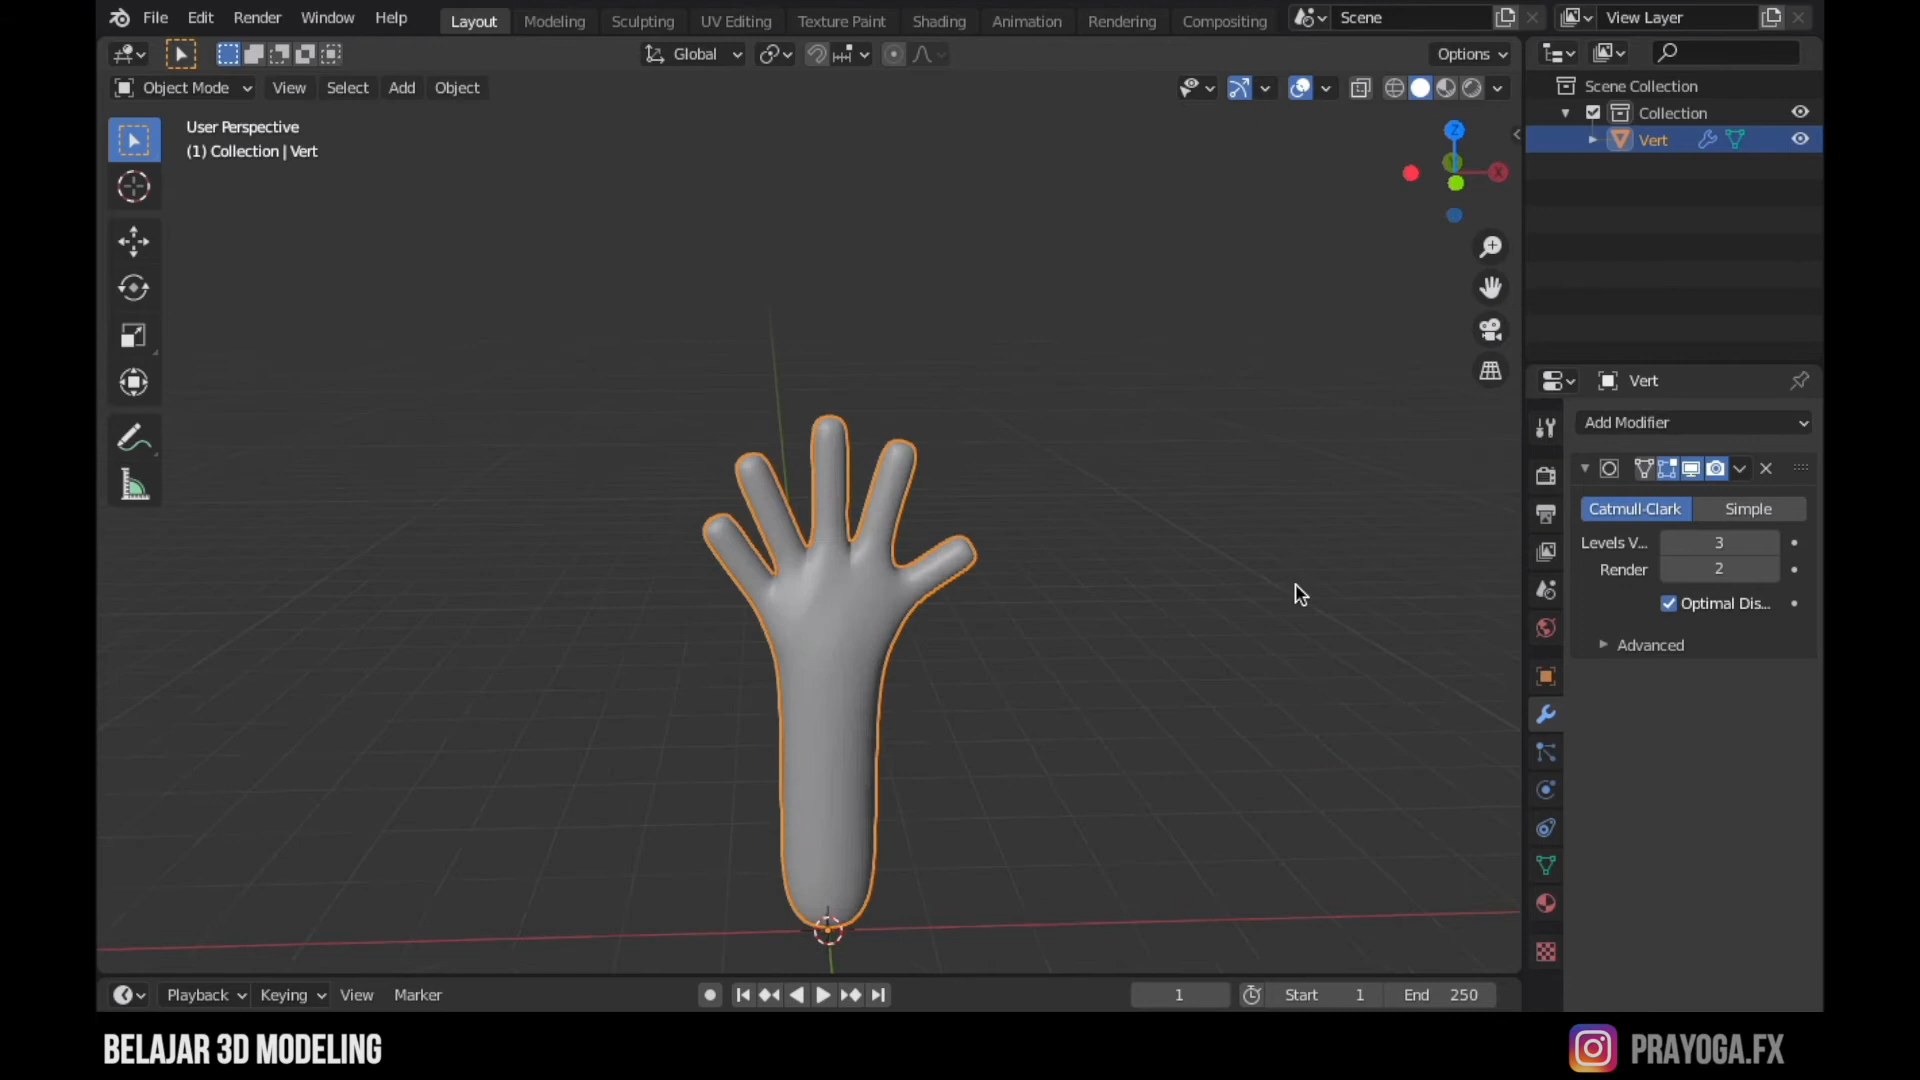 File Edit Render Window Help Layout Modeling Sculpting UV Editing Texture Paint Shading Animation Rendering Compositing Scene View Layer
Global Options
Object Mode View Select Add Object
User Perspective
(1) Collection | Vert
Z
X
Scene Collection
Collection
Vert
Vert
Add Modifier
Catmull-Clark Simple
Levels V... 3
Render 2
Optimal Dis...
Advanced
Playback Keying View Marker 1 Start 1 End 250
BELAJAR 3D MODELING
PRAYOGA.FX